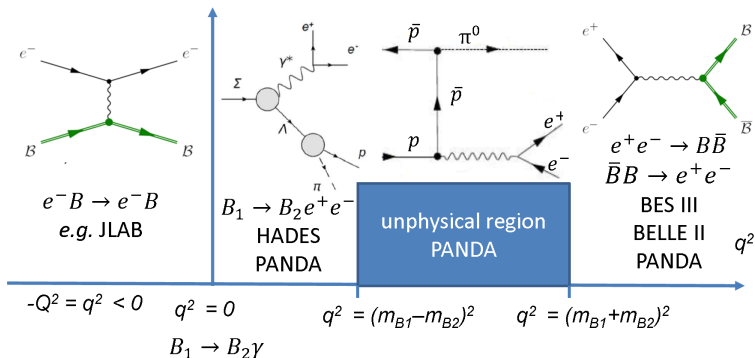 e⁻ e⁻
ℬ ℬ
e⁻B → e⁻B
e.g. JLAB
e⁺
e⁻
γ*
Σ
Λ
p
π
B₁ → B₂e⁺e⁻
HADES
PANDA
p̄ π⁰
p̄
p e⁺
e⁻
unphysical region
PANDA
e⁺ ℬ
e⁻ ℬ̅
e⁺e⁻ → BB̅
B̅B → e⁺e⁻
BES III
BELLE II
PANDA
q²
-Q² = q² < 0
q² = 0
q² = (m_B1–m_B2)²
q² = (m_B1+m_B2)²
B₁ → B₂γ